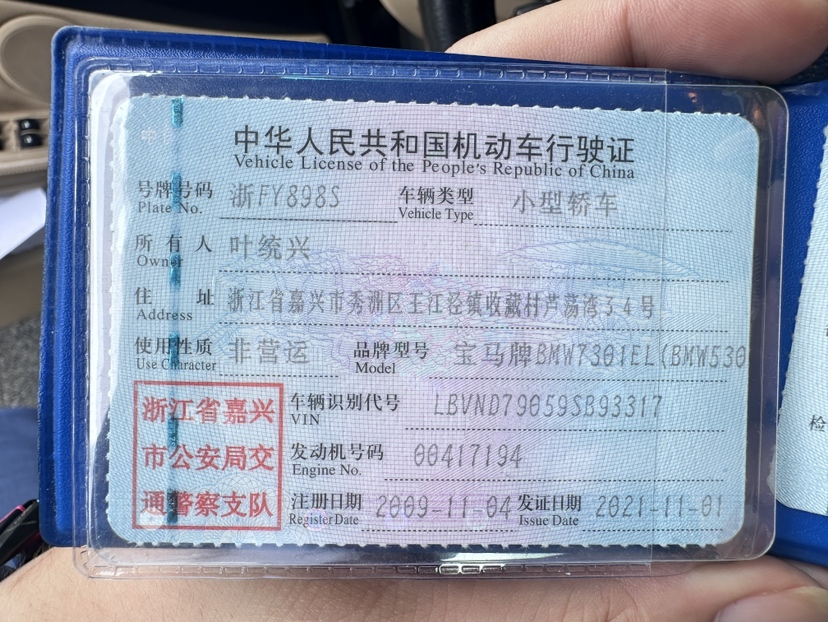 中华人民共和国机动车行驶证
Vehicle License of the People's Republic of China
号牌号码 浙FY898S 车辆类型 小型轿车
Plate No. Vehicle Type
所有人 叶统兴
Owner
住址 浙江省嘉兴市秀洲区王江泾镇收藏村芦荡湾34号
Address
使用性质 非营运 品牌型号 宝马牌BMW7301EL(BMW530
Use Character Model
浙江省嘉兴 车辆识别代号 LBVND79059SB93317
VIN
市公安局交 发动机号码 00417194
Engine No.
通警察支队 注册日期 2009-11-04 发证日期 2021-11-01
Register Date Issue Date
检